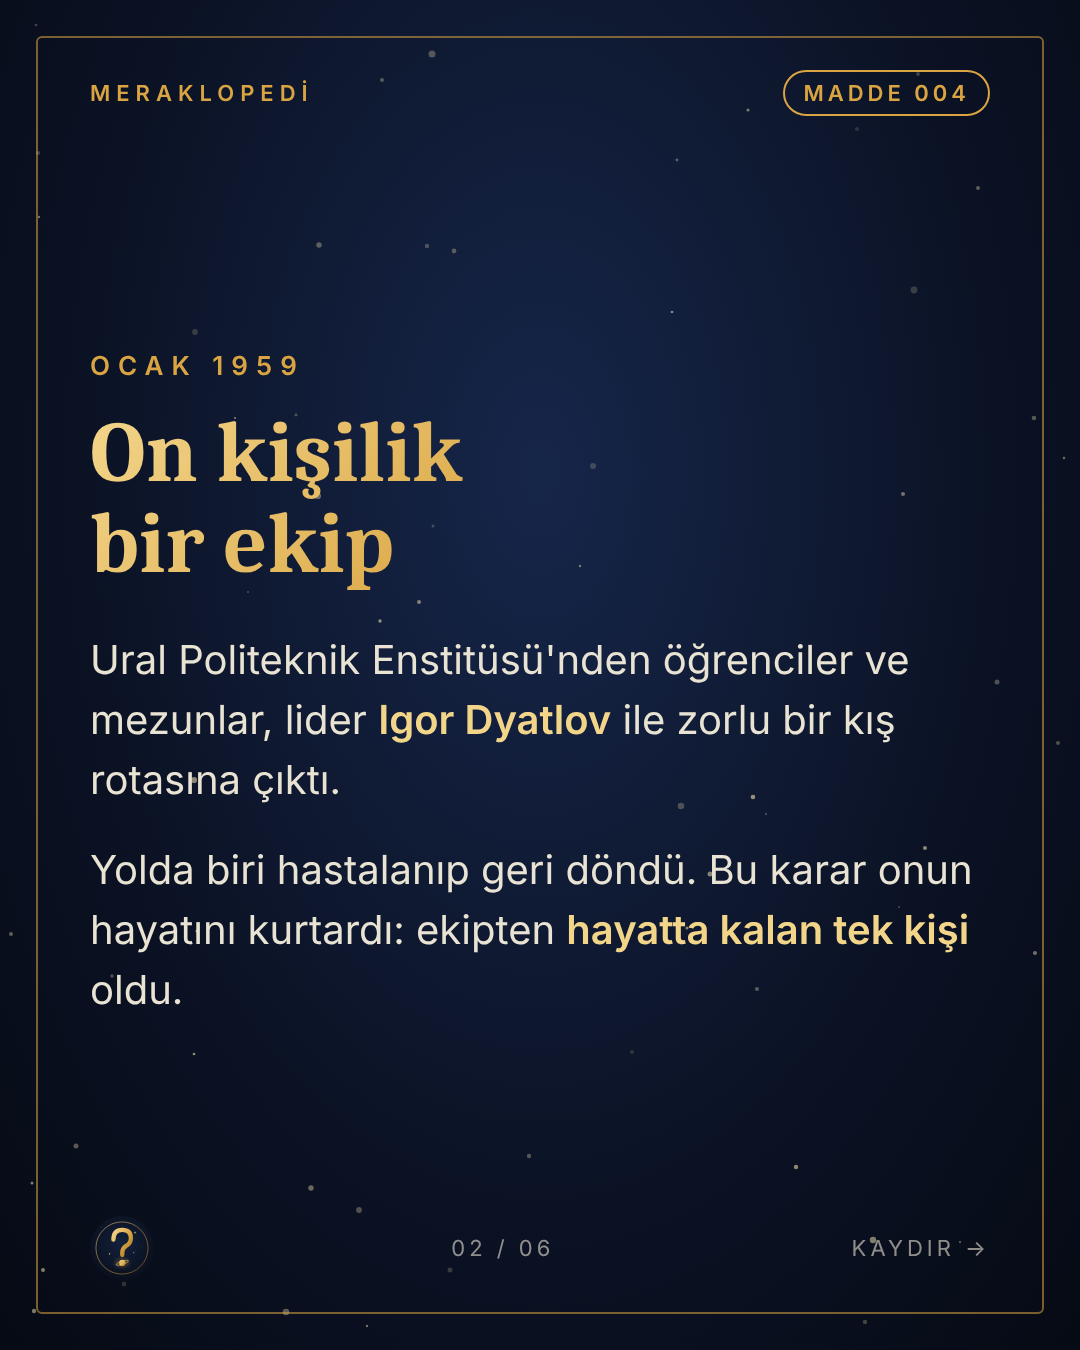 MERAKLOPEDİ
MADDE 004
OCAK 1959
On kişilik
bir ekip
Ural Politeknik Enstitüsü'nden öğrenciler ve
mezunlar, lider Igor Dyatlov ile zorlu bir kış
rotasına çıktı.
Yolda biri hastalanıp geri döndü. Bu karar onun
hayatını kurtardı: ekipten hayatta kalan tek kişi
oldu.
?
02 / 06
KAYDIR →